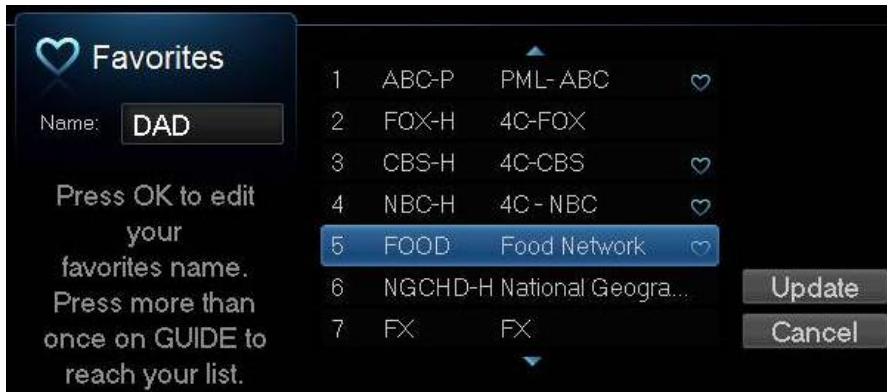 Favorites
Name: DAD
Press OK to edit
your
favorites name.
Press more than
once on GUIDE to
reach your list.
1 ABC-P PML-ABC
2 FOX-H 4C-FOX
3 CBS-H 4C-CBS
4 NBC-H 4C-NBC
5 FOOD Food Network
6 NGCHD-H National Geogra...
7 FX FX
Update
Cancel